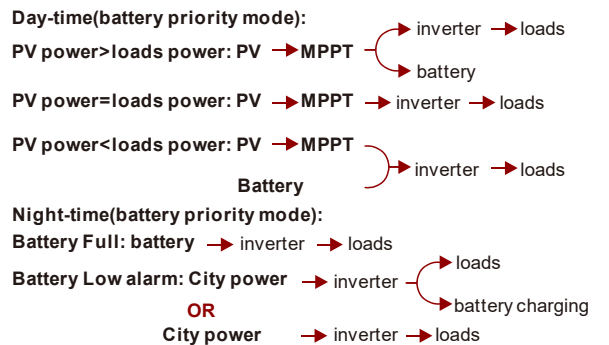 Day-time(battery priority mode):
inverter loads
PV power>loads power: PV MPPT
battery
PV power=loads power: PV MPPT inverter loads
PV power<loads power: PV MPPT
inverter loads
Battery
Night-time(battery priority mode):
Battery Full: battery inverter loads
loads
Battery Low alarm: City power inverter
battery charging
OR
City power inverter loads